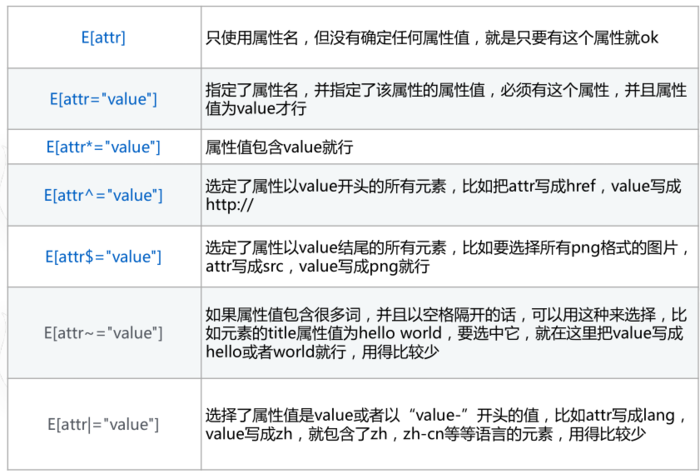 E[attr]
只使用属性名，但没有确定任何属性值，就是只要有这个属性就ok
E[attr="value"]
指定了属性名，并指定了该属性的属性值，必须有这个属性，并且属性
值为value才行
E[attr*="value"]
属性值包含value就行
E[attr^="value"]
选定了属性以value开头的所有元素，比如把attr写成href，value写成
http://
E[attr$="value"]
选定了属性以value结尾的所有元素，比如要选择所有png格式的图片，
attr写成src，value写成png就行
E[attr~="value"]
如果属性值包含很多词，并且以空格隔开的话，可以用这种来选择，比
如元素的title属性值为hello world，要选中它，就在这里把value写成
hello或者world就行，用得比较少
E[attr|="value"]
选择了属性值是value或者以“value-”开头的值，比如attr写成lang，
value写成zh，就包含了zh，zh-cn等等语言的元素，用得比较少